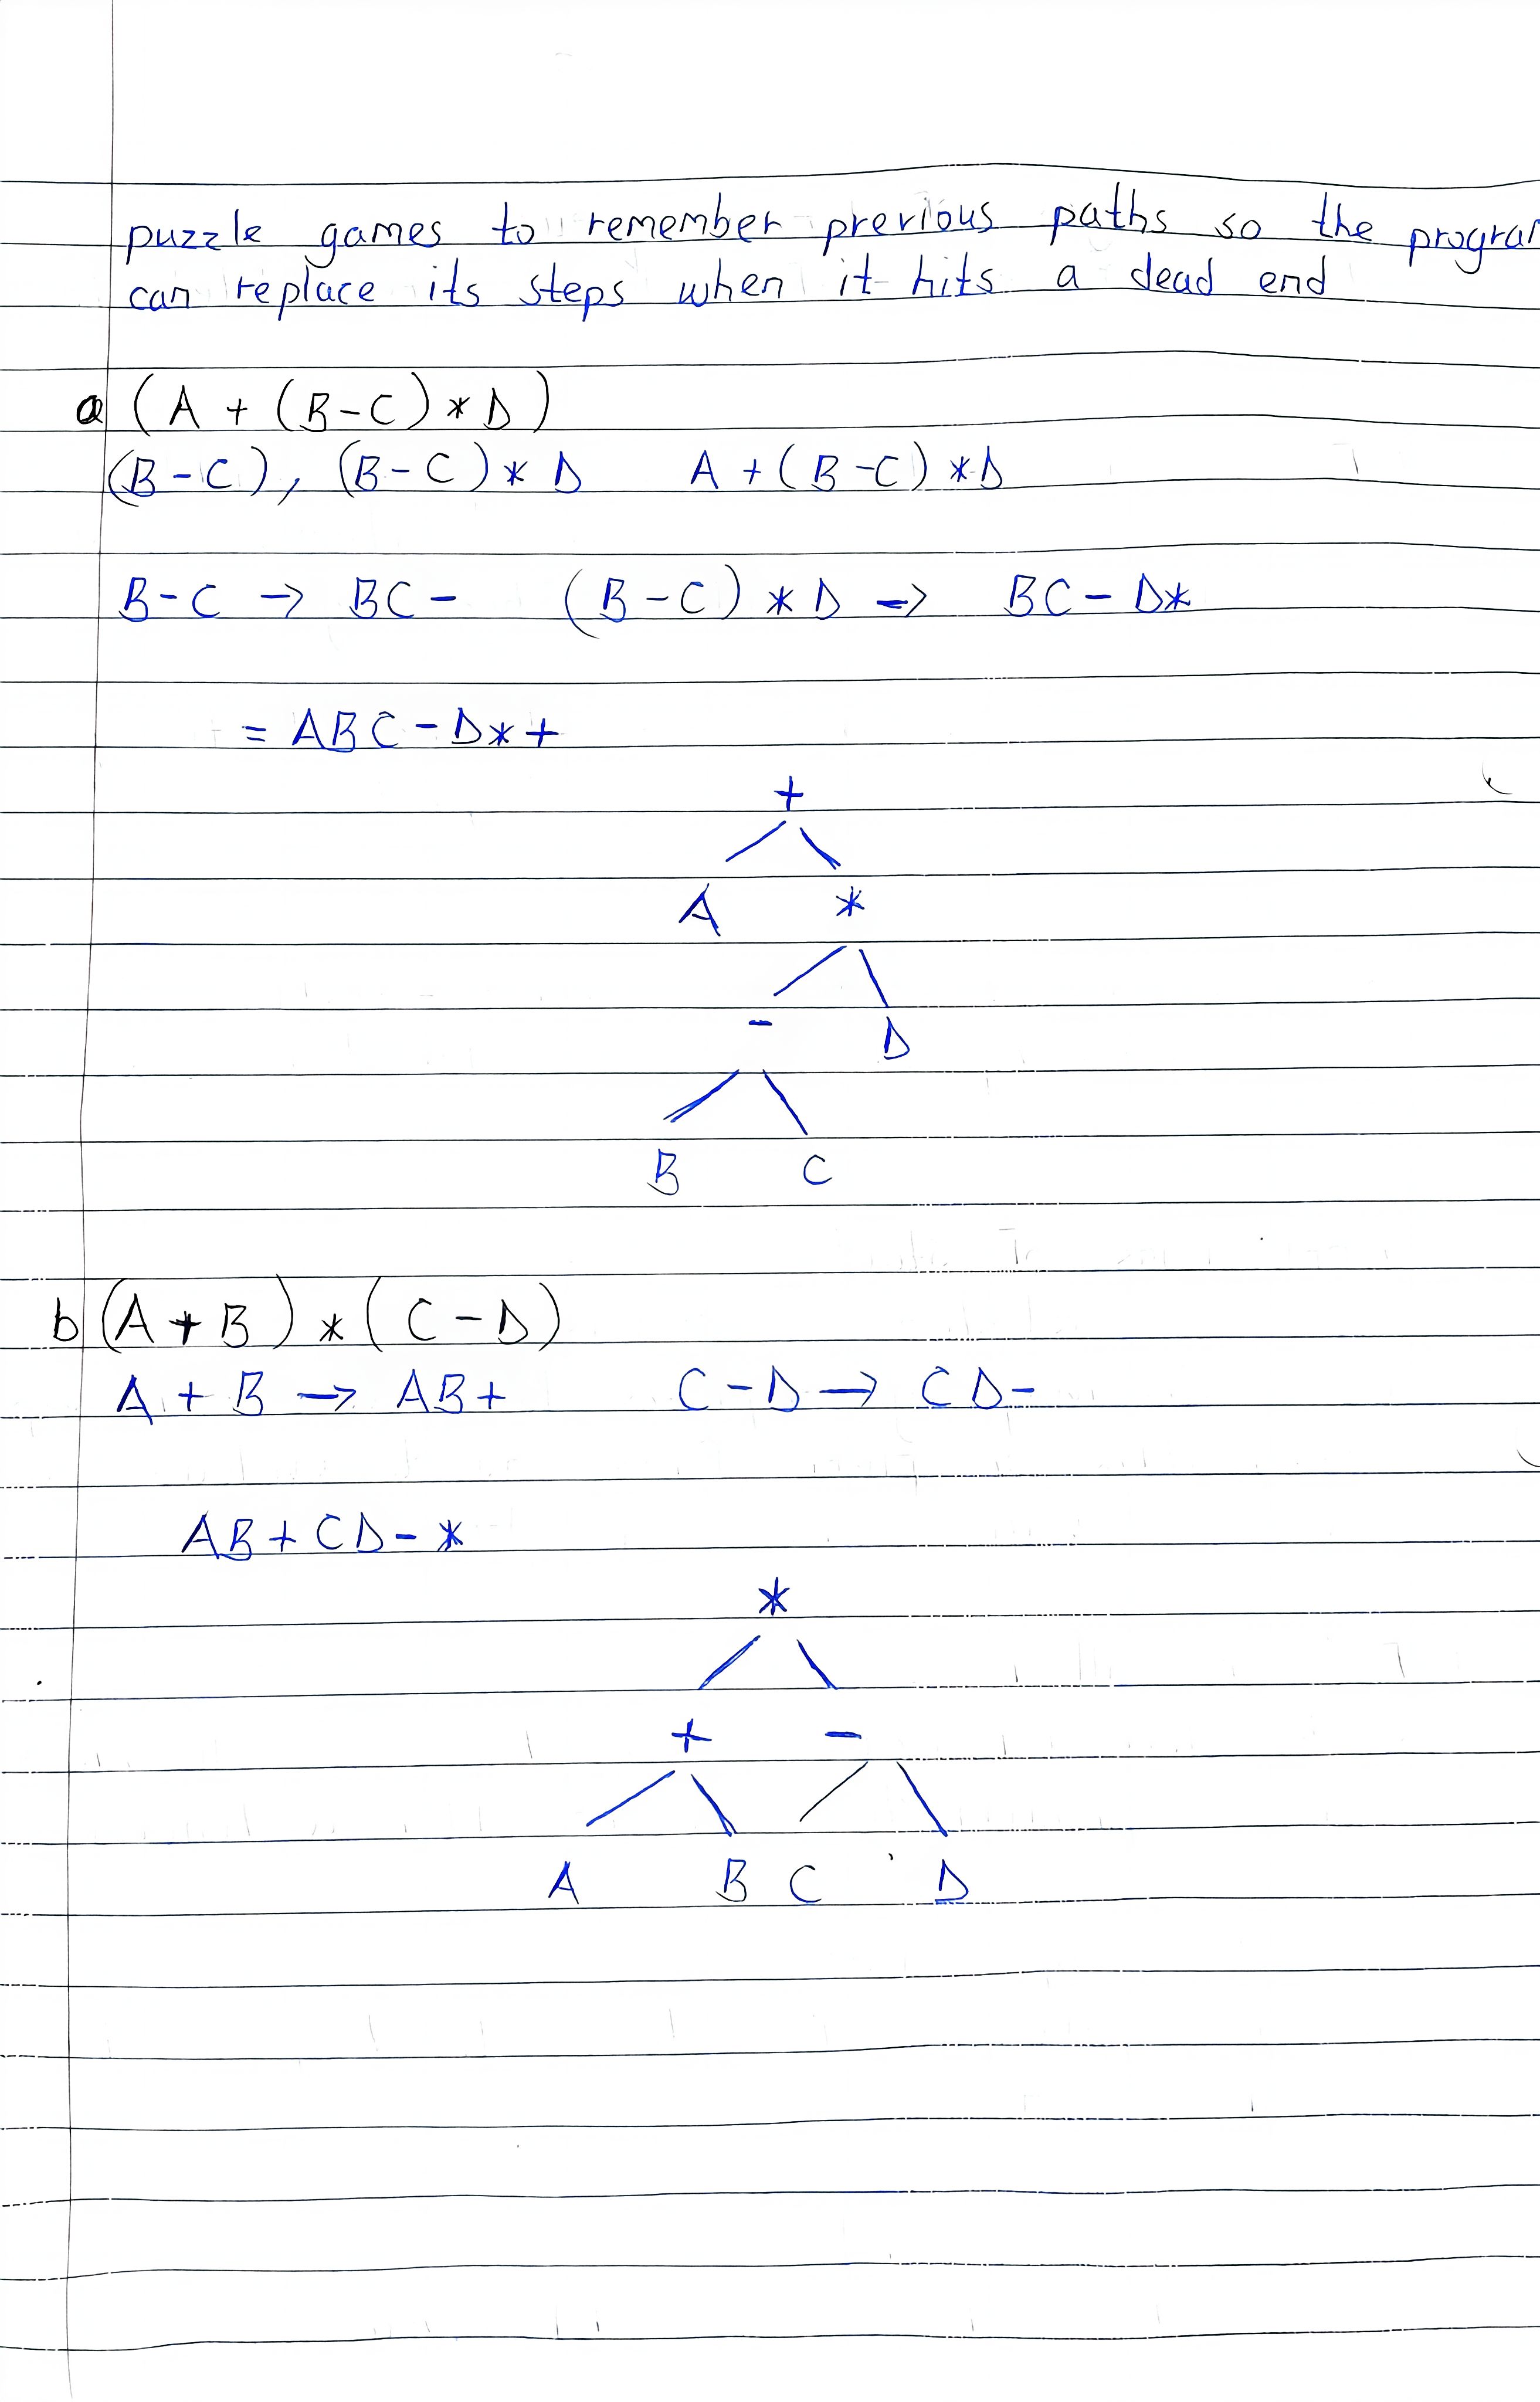 puzzle games to remember previous paths so the progra
can replace its steps when it hits a dead end
a (A + (B-C) * D)
(B-C), (B-C) * D A + (B-C) * D
B-C → BC- (B-C) * D → BC-D*
= ABC-D*+
+
A *
- D
B C
b (A + B) * (C-D)
A + B → AB+ C-D → CD-
AB+CD-*
*
+ -
A B C D